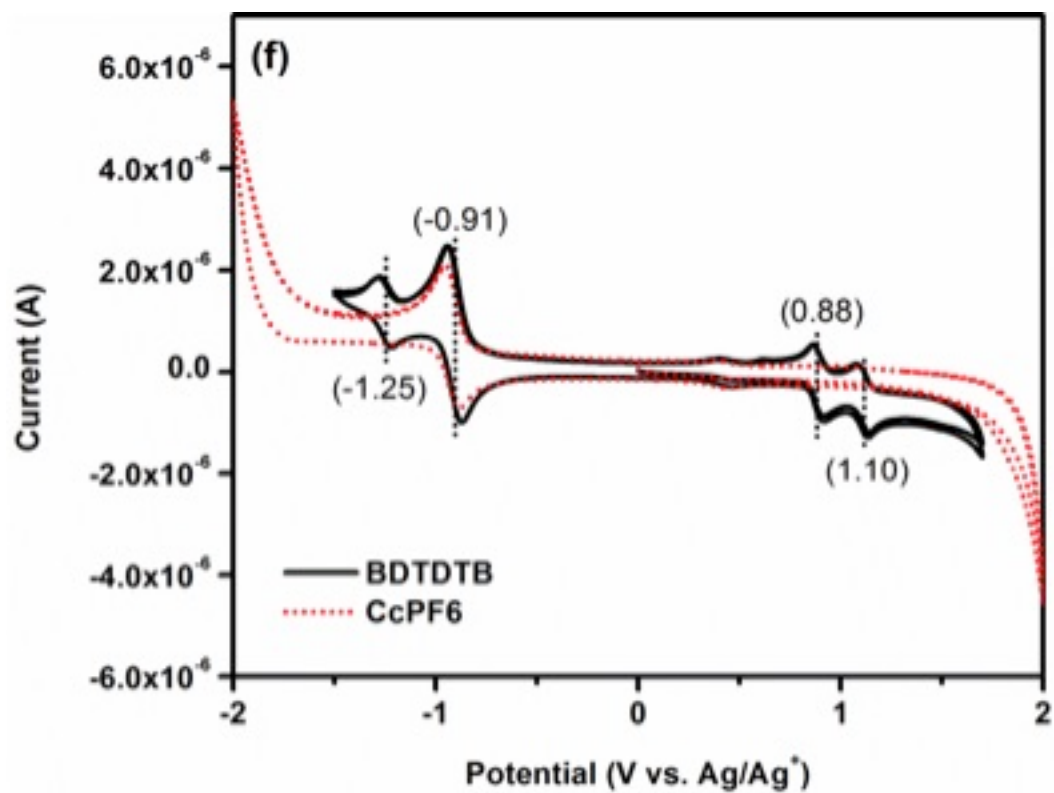 (f)
6.0x10⁻⁶
4.0x10⁻⁶
2.0x10⁻⁶
0.0
-2.0x10⁻⁶
-4.0x10⁻⁶
-6.0x10⁻⁶
Current (A)
(-0.91)
(0.88)
(-1.25)
(1.10)
BDTDTB
CcPF6
-2
-1
0
1
2
Potential (V vs. Ag/Ag⁺)